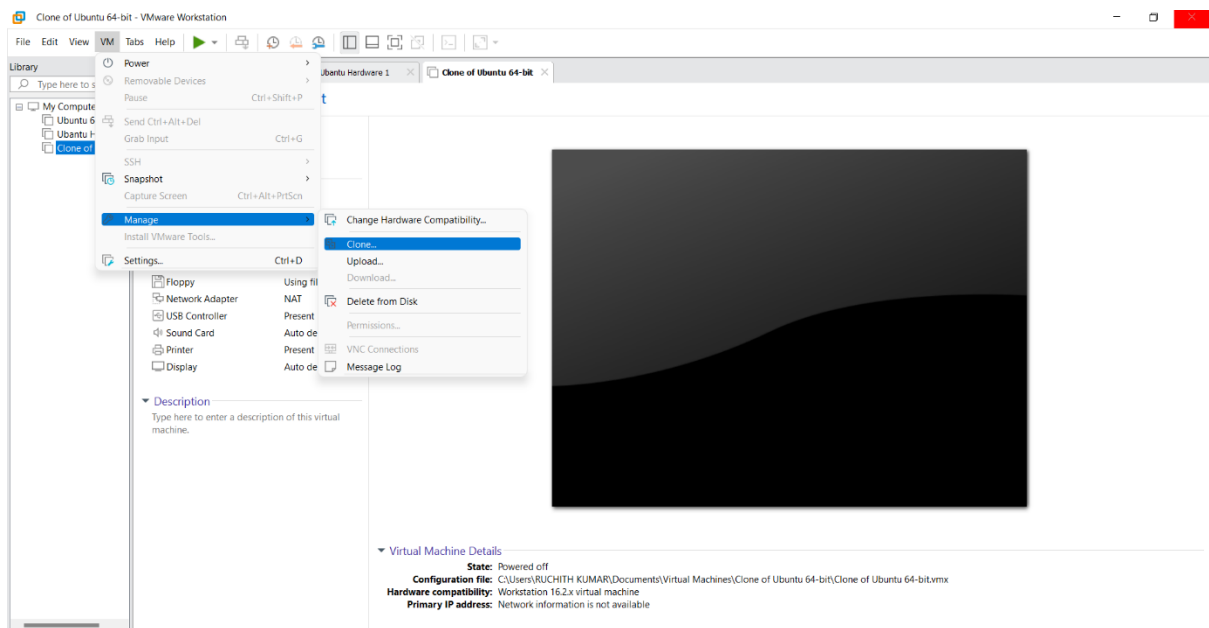 Clone of Ubuntu 64-bit - VMware Workstation
File Edit View VM Tabs Help
Library
Type here to s
Ubantu Hardware 1
Clone of Ubuntu 64-bit
My Compute
Ubuntu 6
Ubantu H
Clone of
Power
Removable Devices
Pause Ctrl+Shift+P
t
Send Ctrl+Alt+Del
Grab Input Ctrl+G
SSH
Snapshot
Capture Screen Ctrl+Alt+PrtScn
Manage
Install VMware Tools...
Settings... Ctrl+D
Change Hardware Compatibility...
Clone...
Upload...
Download...
Delete from Disk
Permissions...
VNC Connections
Message Log
Floppy Using fil
Network Adapter NAT
USB Controller Present
Sound Card Auto de
Printer Present
Display Auto de
Description
Type here to enter a description of this virtual
machine.
Virtual Machine Details
State: Powered off
Configuration file: C:\Users\RUCHITH KUMAR\Documents\Virtual Machines\Clone of Ubuntu 64-bit\Clone of Ubuntu 64-bit.vmx
Hardware compatibility: Workstation 16.2.x virtual machine
Primary IP address: Network information is not available